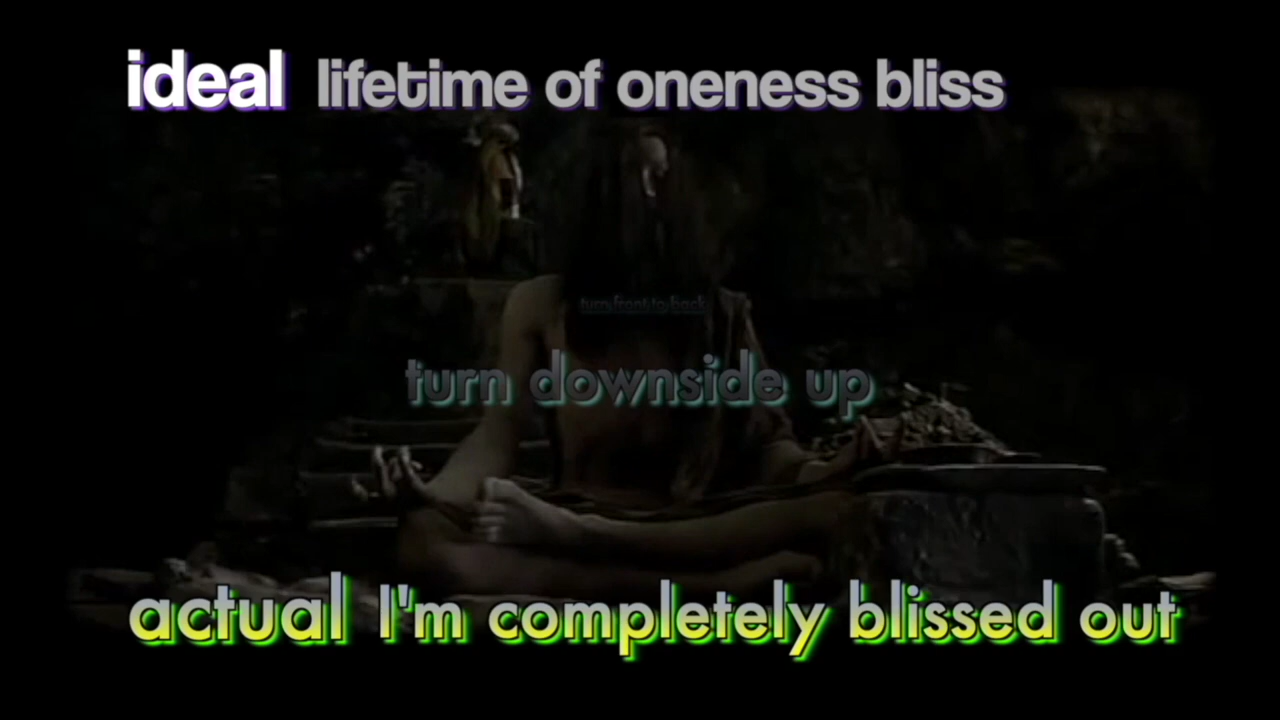 ideal lifetime of oneness bliss
turn front to back
turn downside up
actual I'm completely blissed out